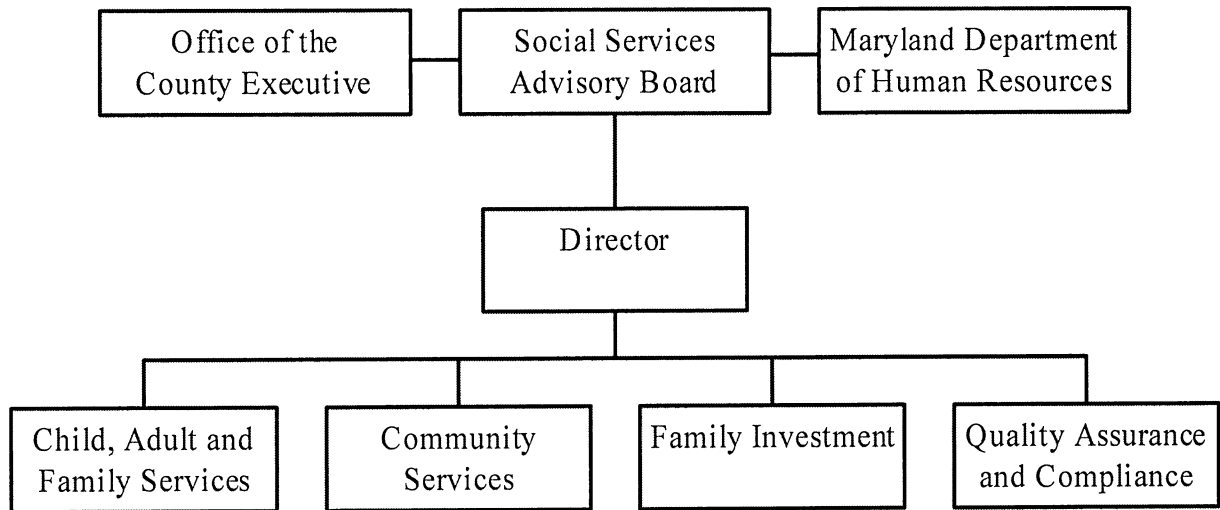 Office of the
County Executive
Social Services
Advisory Board
Maryland Department
of Human Resources
Director
Child, Adult and
Family Services
Community
Services
Family Investment
Quality Assurance
and Compliance